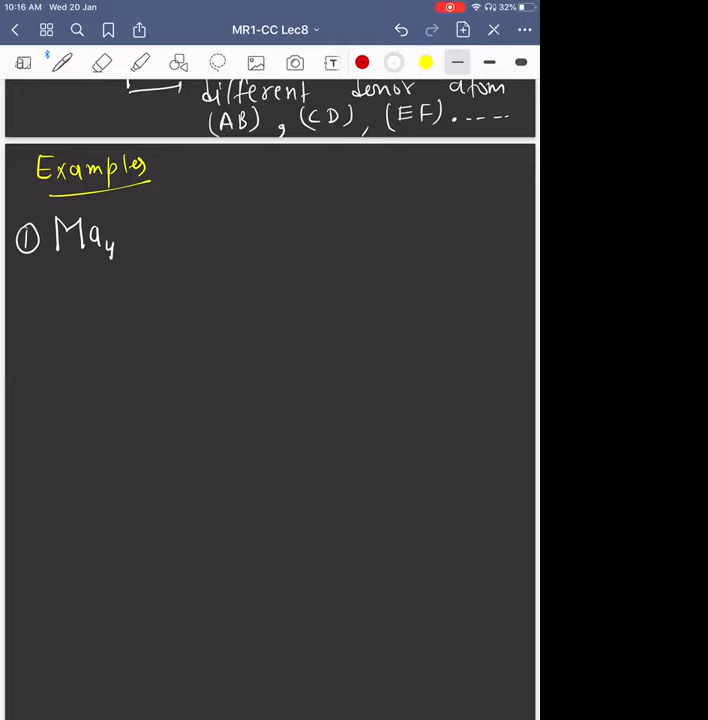 10:16 AM Wed 20 Jan 32%
MR1-CC Lec8
T
different donor atom
(AB), (CD), (EF).....
Examples
① Ma₄